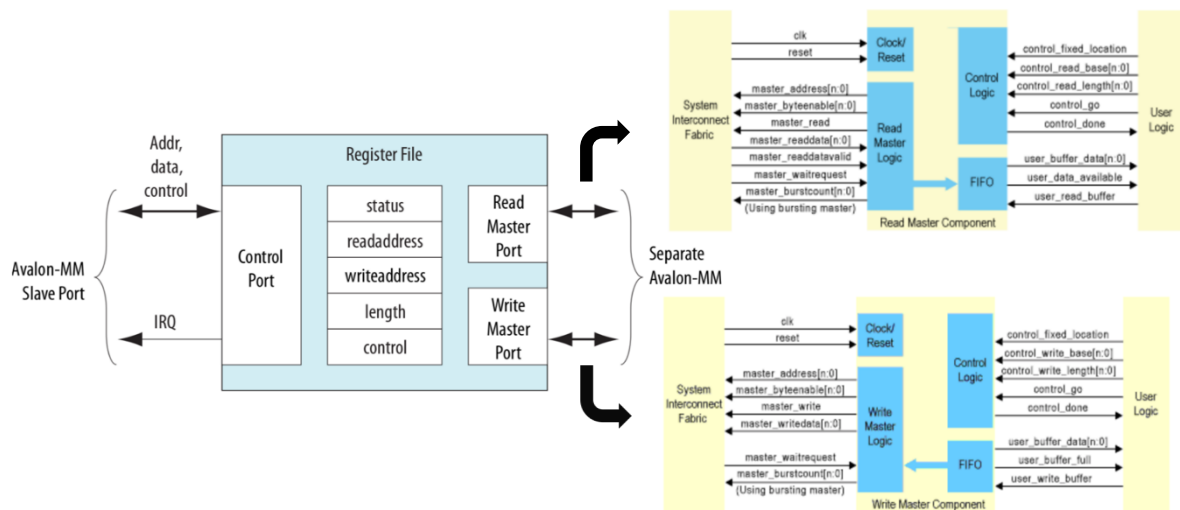 Addr,
data,
control
Avalon-MM
Slave Port
IRQ
Register File
Control
Port
status
readaddress
writeaddress
length
control
Read
Master
Port
Write
Master
Port
Separate
Avalon-MM
System
Interconnect
Fabric
clk
reset
master_address[n:0]
master_byteenable[n:0]
master_read
master_readdata[n:0]
master_readdatavalid
master_waitrequest
master_burstcount[n:0]
(Using bursting master)
Clock/
Reset
Read
Master
Logic
Control
Logic
FIFO
control_fixed_location
control_read_base[n:0]
control_read_length[n:0]
control_go
control_done
user_buffer_data[n:0]
user_data_available
user_read_buffer
User
Logic
Read Master Component
System
Interconnect
Fabric
clk
reset
master_address[n:0]
master_byteenable[n:0]
master_write
master_writedata[n:0]
master_waitrequest
master_burstcount[n:0]
(Using bursting master)
Clock/
Reset
Write
Master
Logic
Control
Logic
FIFO
control_fixed_location
control_write_base[n:0]
control_write_length[n:0]
control_go
control_done
user_buffer_data[n:0]
user_buffer_full
user_write_buffer
User
Logic
Write Master Component